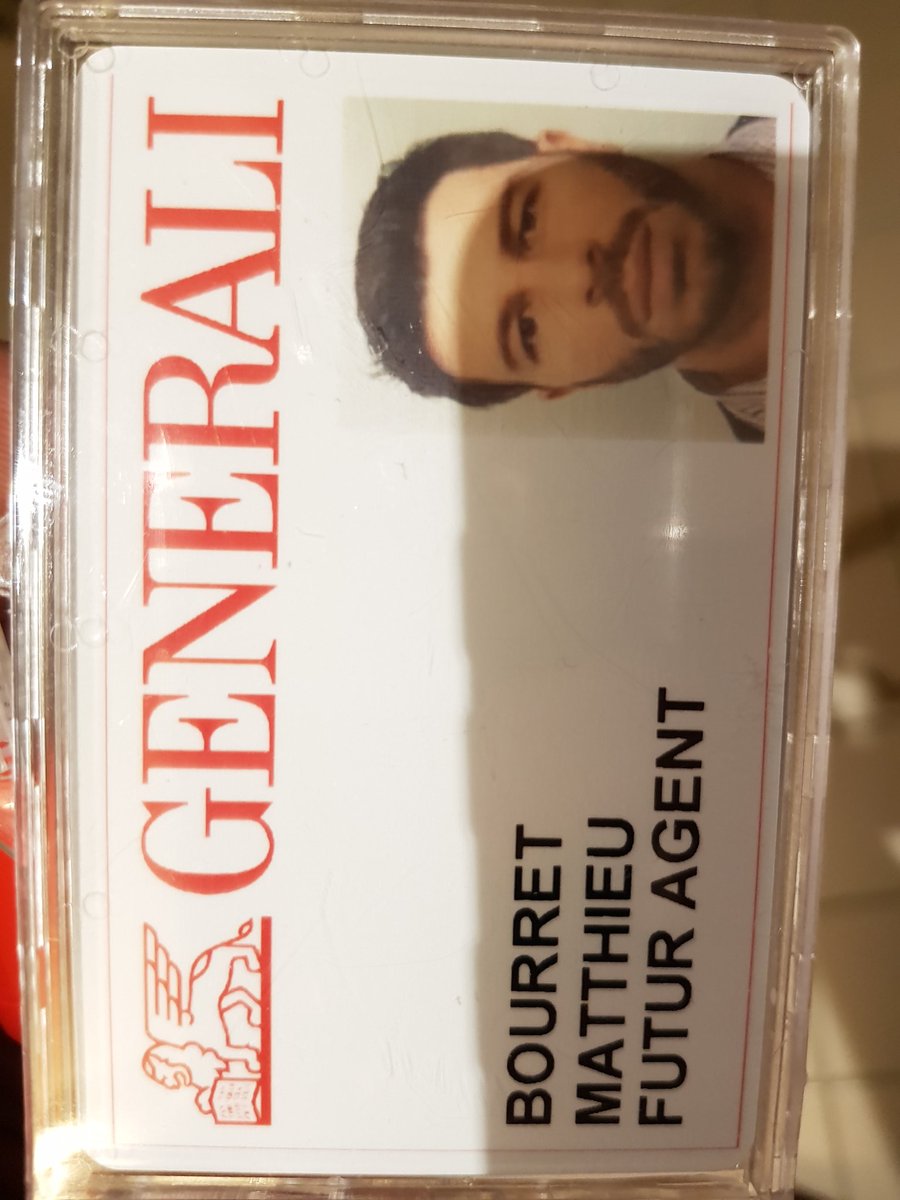 GENERALI
BOURRET
MATTHIEU
FUTUR AGENT